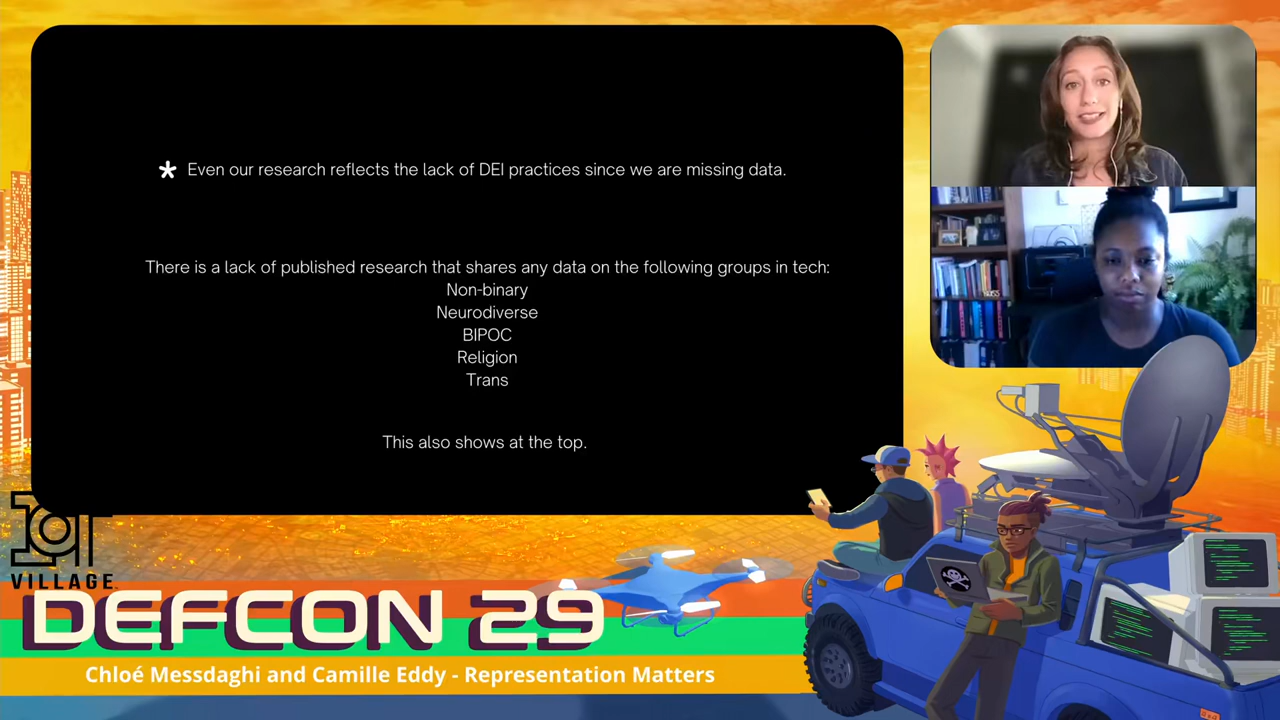 Even our research reflects the lack of DEI practices since we are missing data.
There is a lack of published research that shares any data on the following groups in tech:
Non-binary
Neurodiverse
BIPOC
Religion
Trans
This also shows at the top.
IOT
VILLAGE
DEFCON 29
Chloé Messdaghi and Camille Eddy - Representation Matters